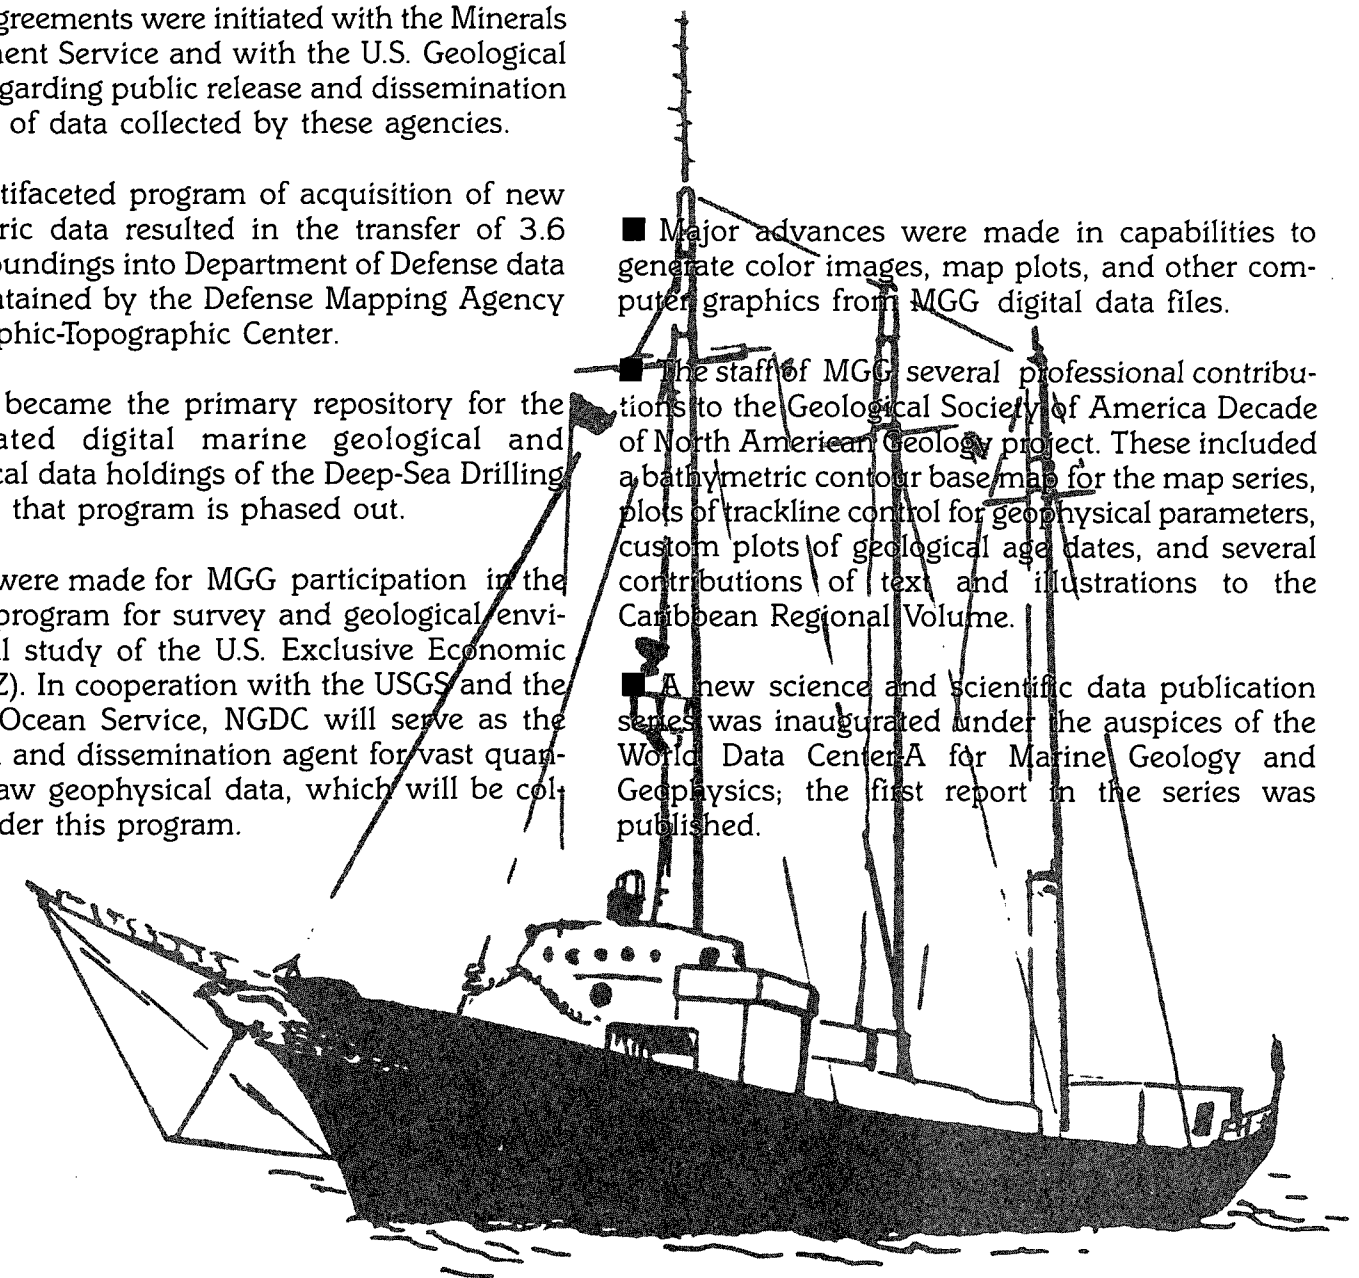 greements were initiated with the Minerals
ment Service and with the U.S. Geological
garding public release and dissemination
of data collected by these agencies.
tifaceted program of acquisition of new
ric data resulted in the transfer of 3.6
oundings into Department of Defense data
ntained by the Defense Mapping Agency
phic-Topographic Center.
became the primary repository for the
ated digital marine geological and
cal data holdings of the Deep-Sea Drilling
that program is phased out.
were made for MGG participation in the
program for survey and geological/envi-
l study of the U.S. Exclusive Economic
Z). In cooperation with the USGS and the
Ocean Service, NGDC will serve as the
and dissemination agent for vast quan-
aw geophysical data, which will be col-
der this program.
■ Major advances were made in capabilities to
generate color images, map plots, and other com-
puter graphics from MGG digital data files.
■ The staff of MGG several professional contribu-
tions to the Geological Society of America Decade
of North American Geology project. These included
a bathymetric contour base map for the map series,
plots of trackline control for geophysical parameters,
custom plots of geological age dates, and several
contributions of text and illustrations to the
Caribbean Regional Volume.
■ A new science and scientific data publication
series was inaugurated under the auspices of the
World Data Center-A for Marine Geology and
Geophysics; the first report in the series was
published.